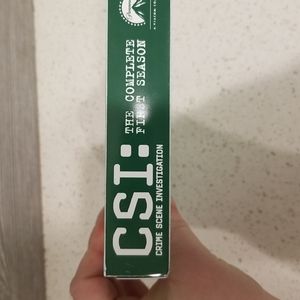 CSI:
THE COMPLETE
FIRST SEASON
CRIME SCENE INVESTIGATION